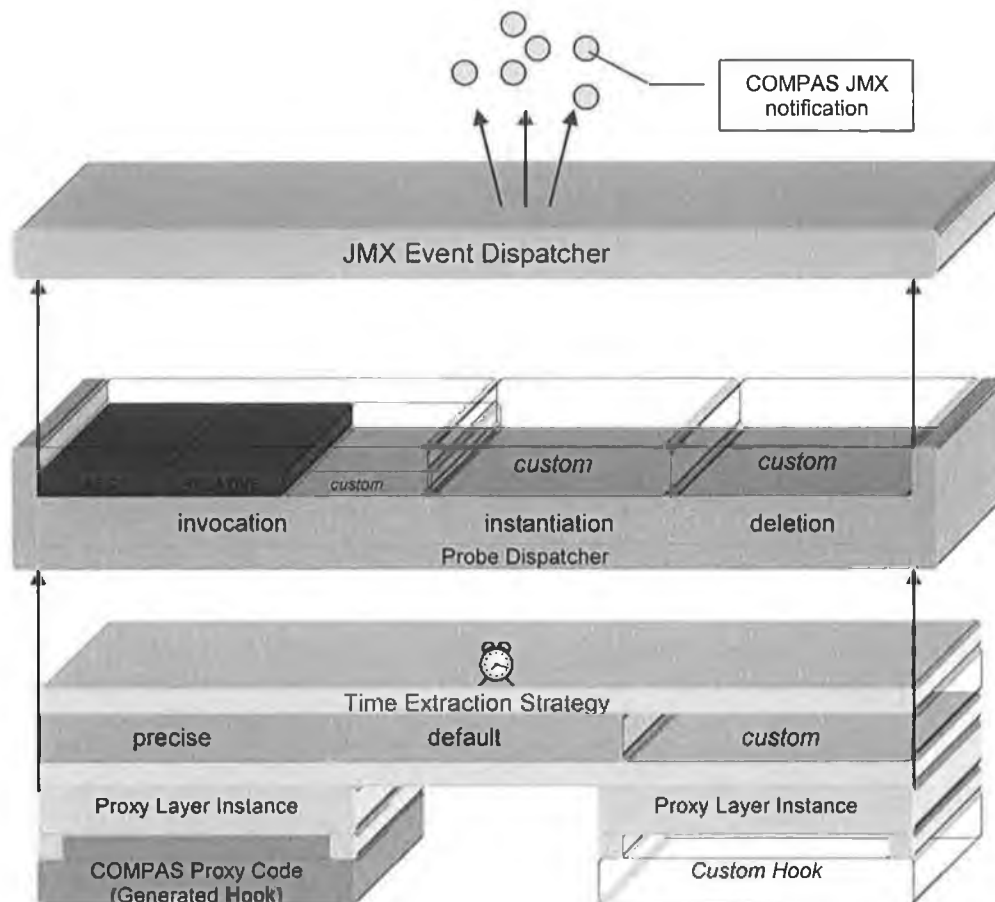 COMPAS JMX
notification
JMX Event Dispatcher
custom
custom
custom
invocation
instantiation
deletion
Probe Dispatcher
Time Extraction Strategy
precise
default
custom
Proxy Layer Instance
Proxy Layer Instance
COMPAS Proxy Code
(Generated Hook)
Custom Hook